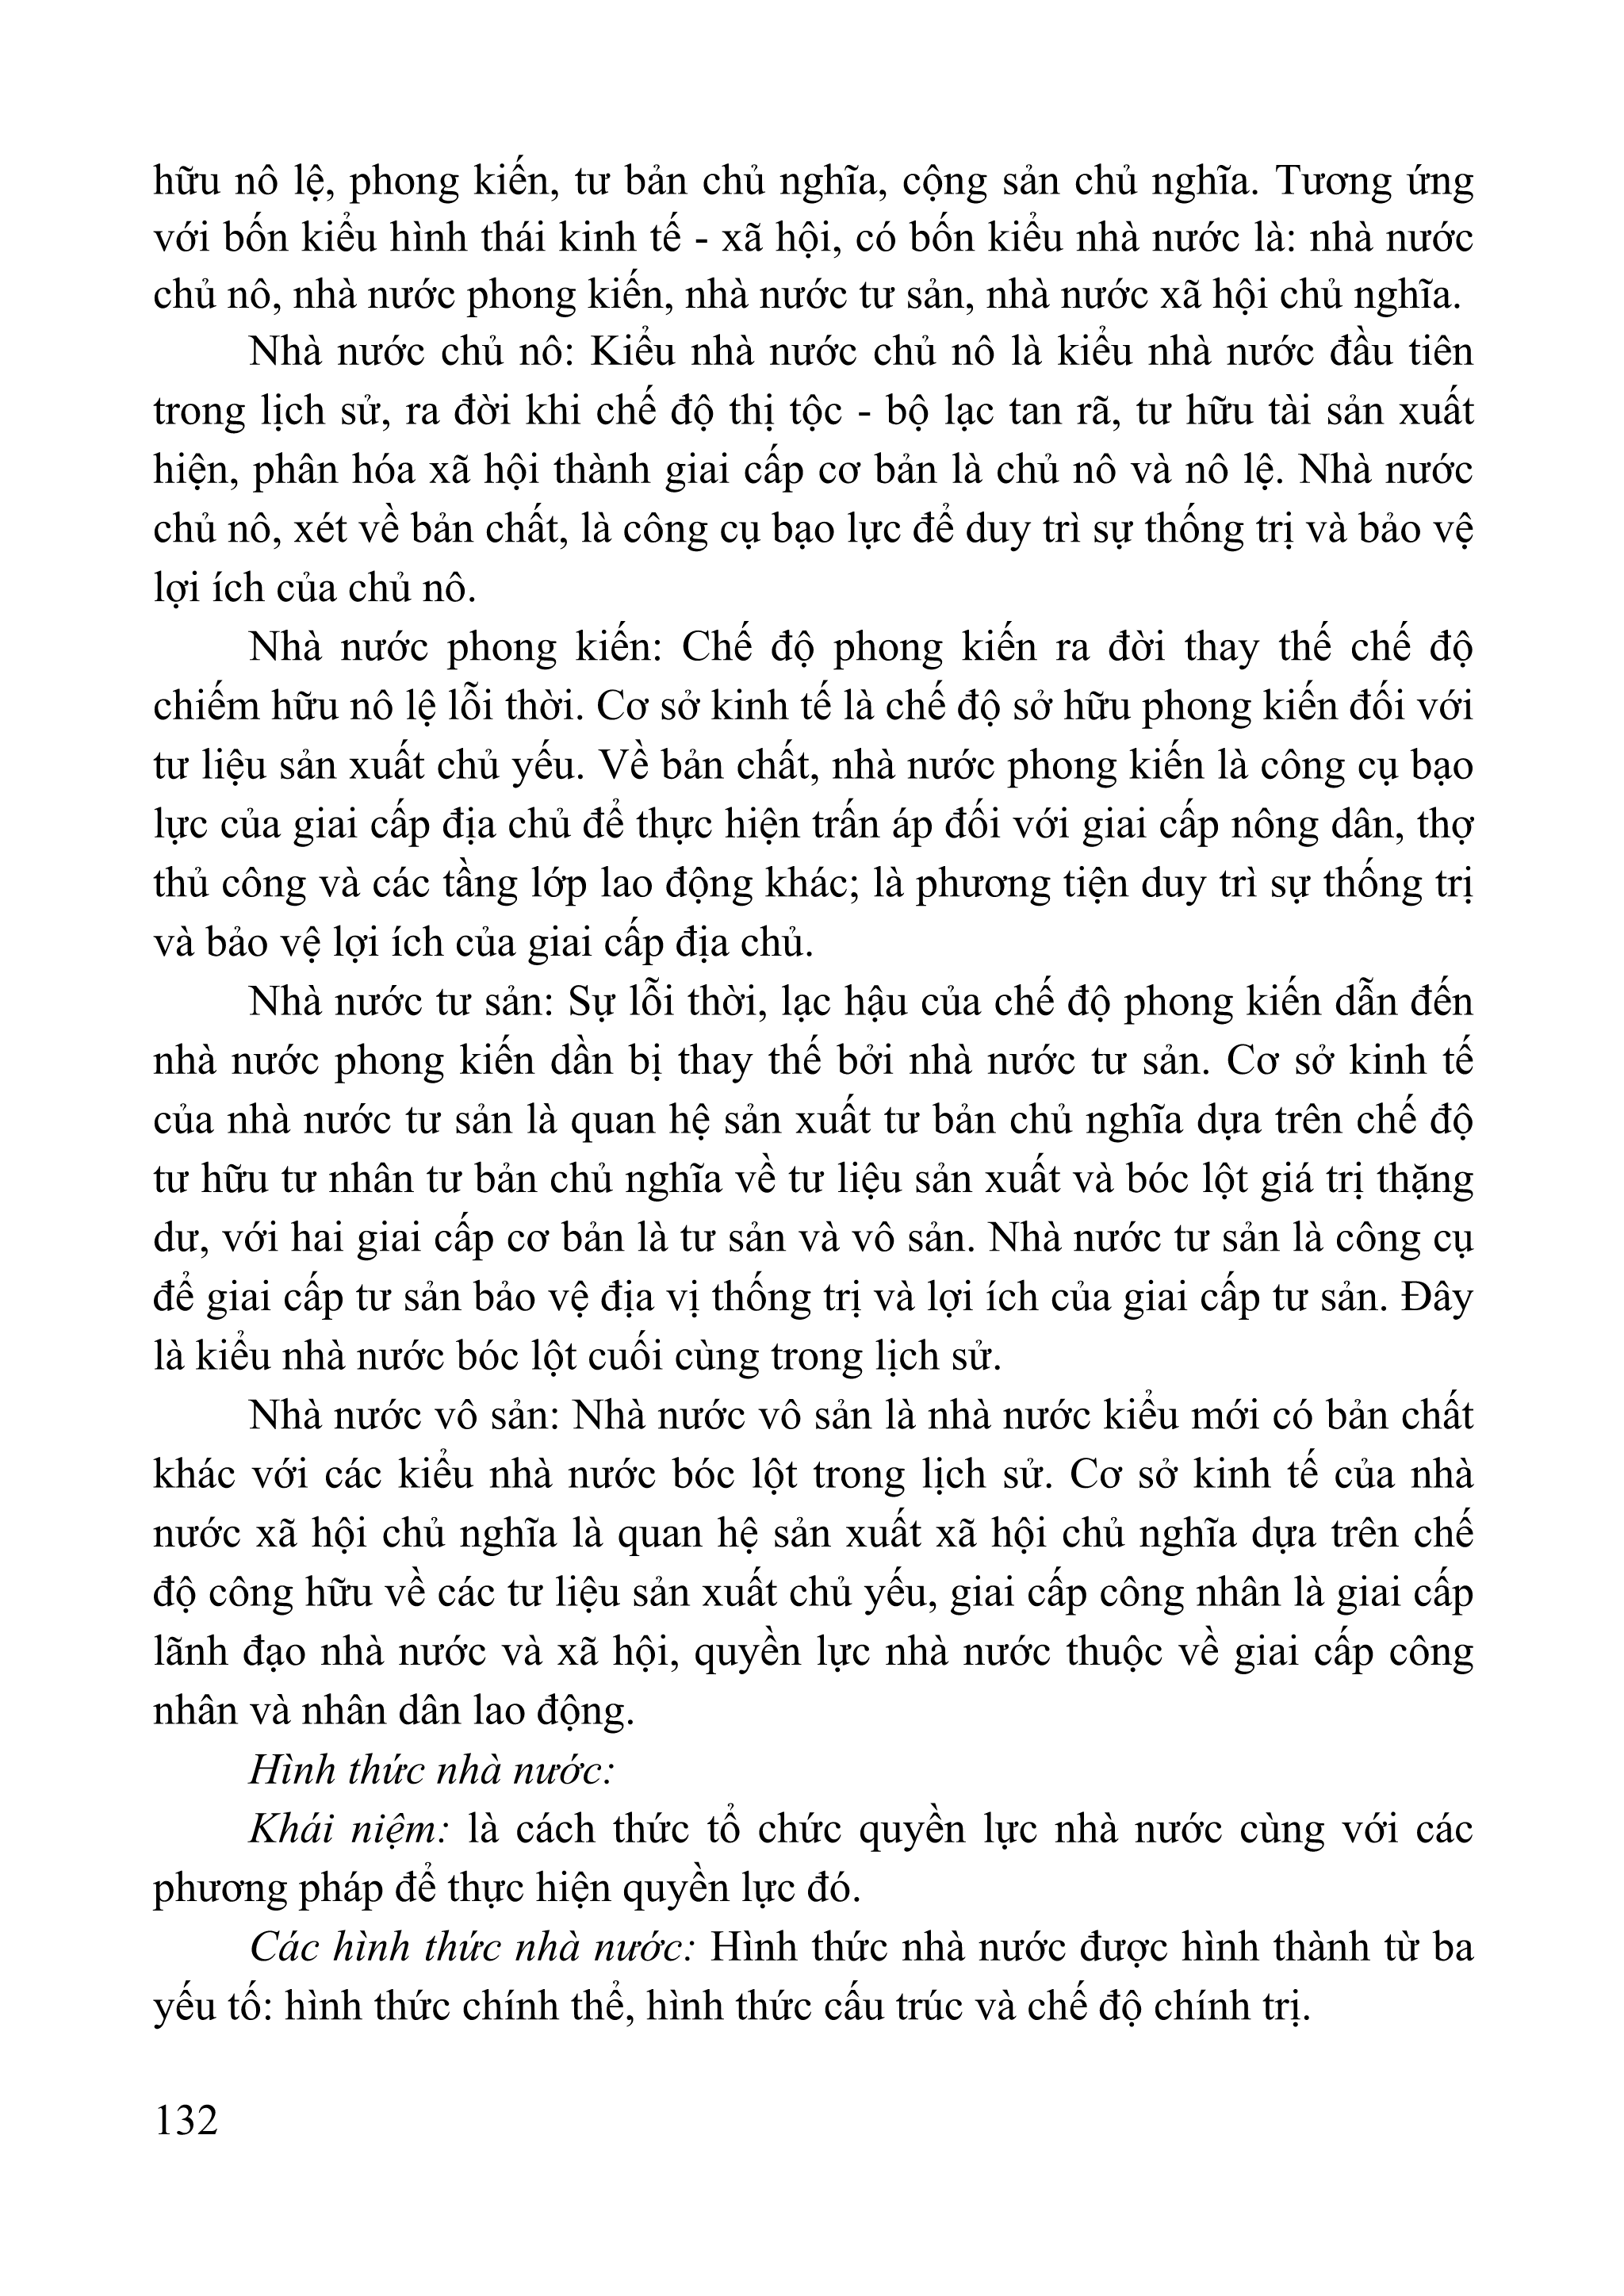 hữu nô lệ, phong kiến, tư bản chủ nghĩa, cộng sản chủ nghĩa. Tương ứng
với bốn kiểu hình thái kinh tế - xã hội, có bốn kiểu nhà nước là: nhà nước
chủ nô, nhà nước phong kiến, nhà nước tư sản, nhà nước xã hội chủ nghĩa.
Nhà nước chủ nô: Kiểu nhà nước chủ nô là kiểu nhà nước đầu tiên
trong lịch sử, ra đời khi chế độ thị tộc - bộ lạc tan rã, tư hữu tài sản xuất
hiện, phân hóa xã hội thành giai cấp cơ bản là chủ nô và nô lệ. Nhà nước
chủ nô, xét về bản chất, là công cụ bạo lực để duy trì sự thống trị và bảo vệ
lợi ích của chủ nô.
Nhà nước phong kiến: Chế độ phong kiến ra đời thay thế chế độ
chiếm hữu nô lệ lỗi thời. Cơ sở kinh tế là chế độ sở hữu phong kiến đối với
tư liệu sản xuất chủ yếu. Về bản chất, nhà nước phong kiến là công cụ bạo
lực của giai cấp địa chủ để thực hiện trấn áp đối với giai cấp nông dân, thợ
thủ công và các tầng lớp lao động khác; là phương tiện duy trì sự thống trị
và bảo vệ lợi ích của giai cấp địa chủ.
Nhà nước tư sản: Sự lỗi thời, lạc hậu của chế độ phong kiến dẫn đến
nhà nước phong kiến dần bị thay thế bởi nhà nước tư sản. Cơ sở kinh tế
của nhà nước tư sản là quan hệ sản xuất tư bản chủ nghĩa dựa trên chế độ
tư hữu tư nhân tư bản chủ nghĩa về tư liệu sản xuất và bóc lột giá trị thặng
dư, với hai giai cấp cơ bản là tư sản và vô sản. Nhà nước tư sản là công cụ
để giai cấp tư sản bảo vệ địa vị thống trị và lợi ích của giai cấp tư sản. Đây
là kiểu nhà nước bóc lột cuối cùng trong lịch sử.
Nhà nước vô sản: Nhà nước vô sản là nhà nước kiểu mới có bản chất
khác với các kiểu nhà nước bóc lột trong lịch sử. Cơ sở kinh tế của nhà
nước xã hội chủ nghĩa là quan hệ sản xuất xã hội chủ nghĩa dựa trên chế
độ công hữu về các tư liệu sản xuất chủ yếu, giai cấp công nhân là giai cấp
lãnh đạo nhà nước và xã hội, quyền lực nhà nước thuộc về giai cấp công
nhân và nhân dân lao động.
Hình thức nhà nước:
Khái niệm: là cách thức tổ chức quyền lực nhà nước cùng với các
phương pháp để thực hiện quyền lực đó.
Các hình thức nhà nước: Hình thức nhà nước được hình thành từ ba
yếu tố: hình thức chính thể, hình thức cấu trúc và chế độ chính trị.
132